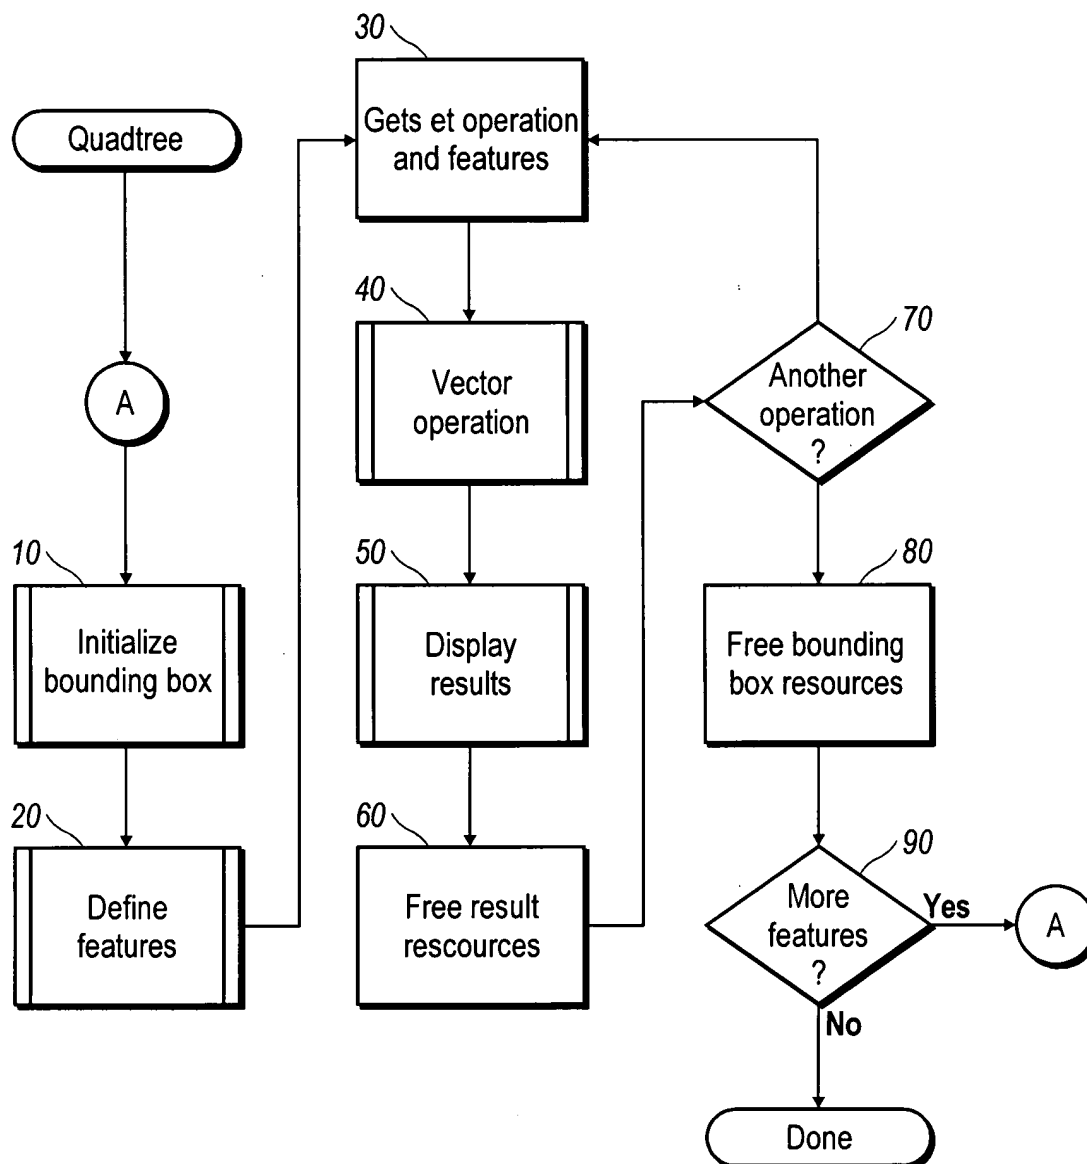 Quadtree
A
10
Initialize
bounding box
20
Define
features
30
Gets et operation
and features
40
Vector
operation
50
Display
results
60
Free result
rescources
70
Another
operation
?
80
Free bounding
box resources
90
More
features
?
Yes
A
No
Done